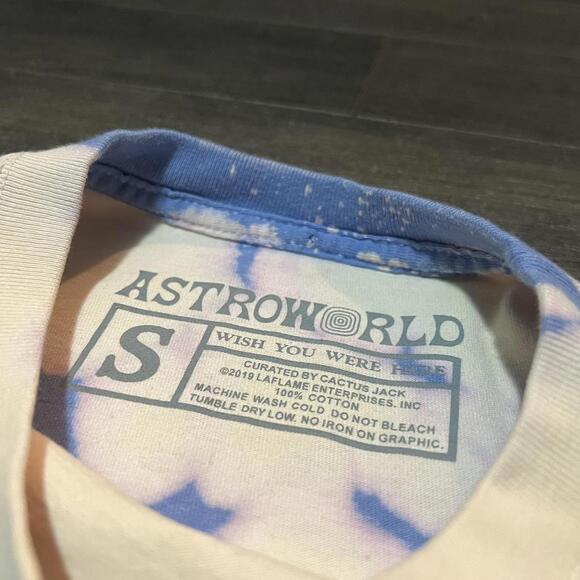 ASTROWORLD
S
WISH YOU WERE HERE
CURATED BY CACTUS JACK
©2019 LAFLAME ENTERPRISES. INC
100% COTTON
MACHINE WASH COLD DO NOT BLEACH
TUMBLE DRY LOW. NO IRON ON GRAPHIC.